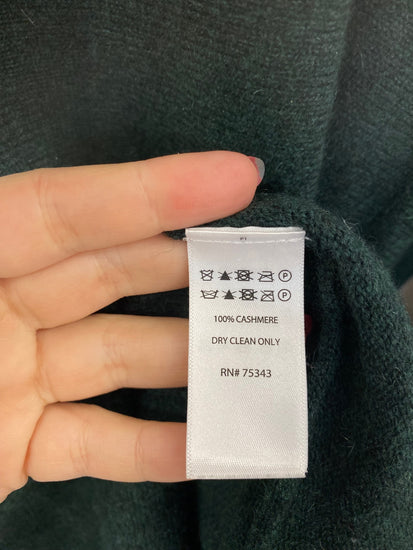 P
P
100% CASHMERE
DRY CLEAN ONLY
RN# 75343